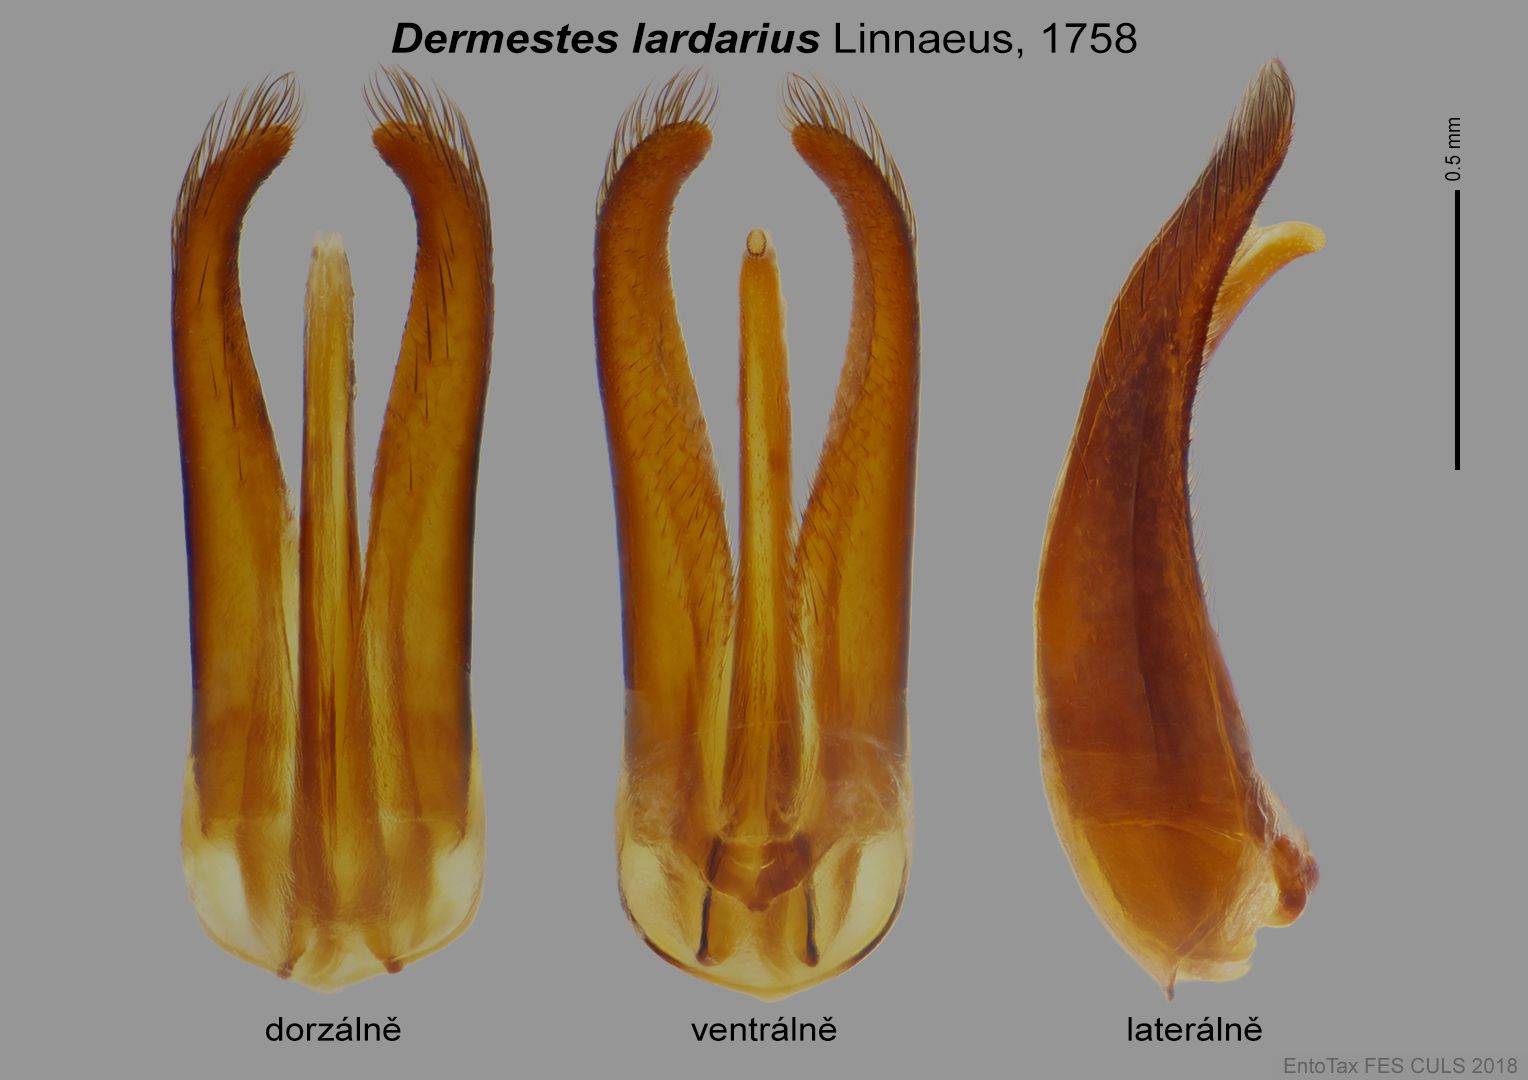 Dermestes lardarius Linnaeus, 1758
0.5 mm
dorzálně
ventrálně
laterálně
EntoTax FES CULS 2018